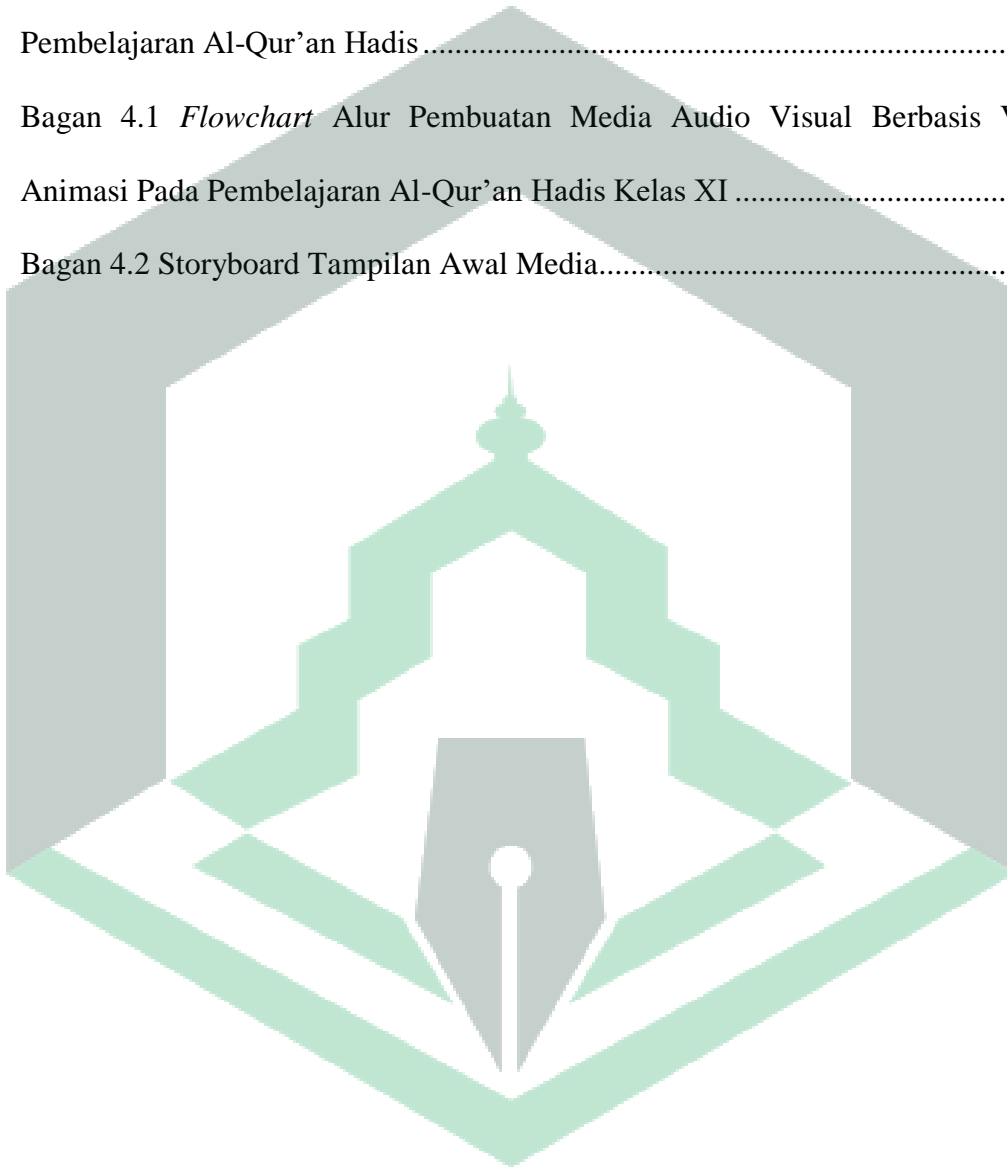 Pembelajaran Al-Qur’an Hadis.............................................................................
Bagan 4.1 Flowchart Alur Pembuatan Media Audio Visual Berbasis
Animasi Pada Pembelajaran Al-Qur’an Hadis Kelas XI ..................................
Bagan 4.2 Storyboard Tampilan Awal Media...................................................